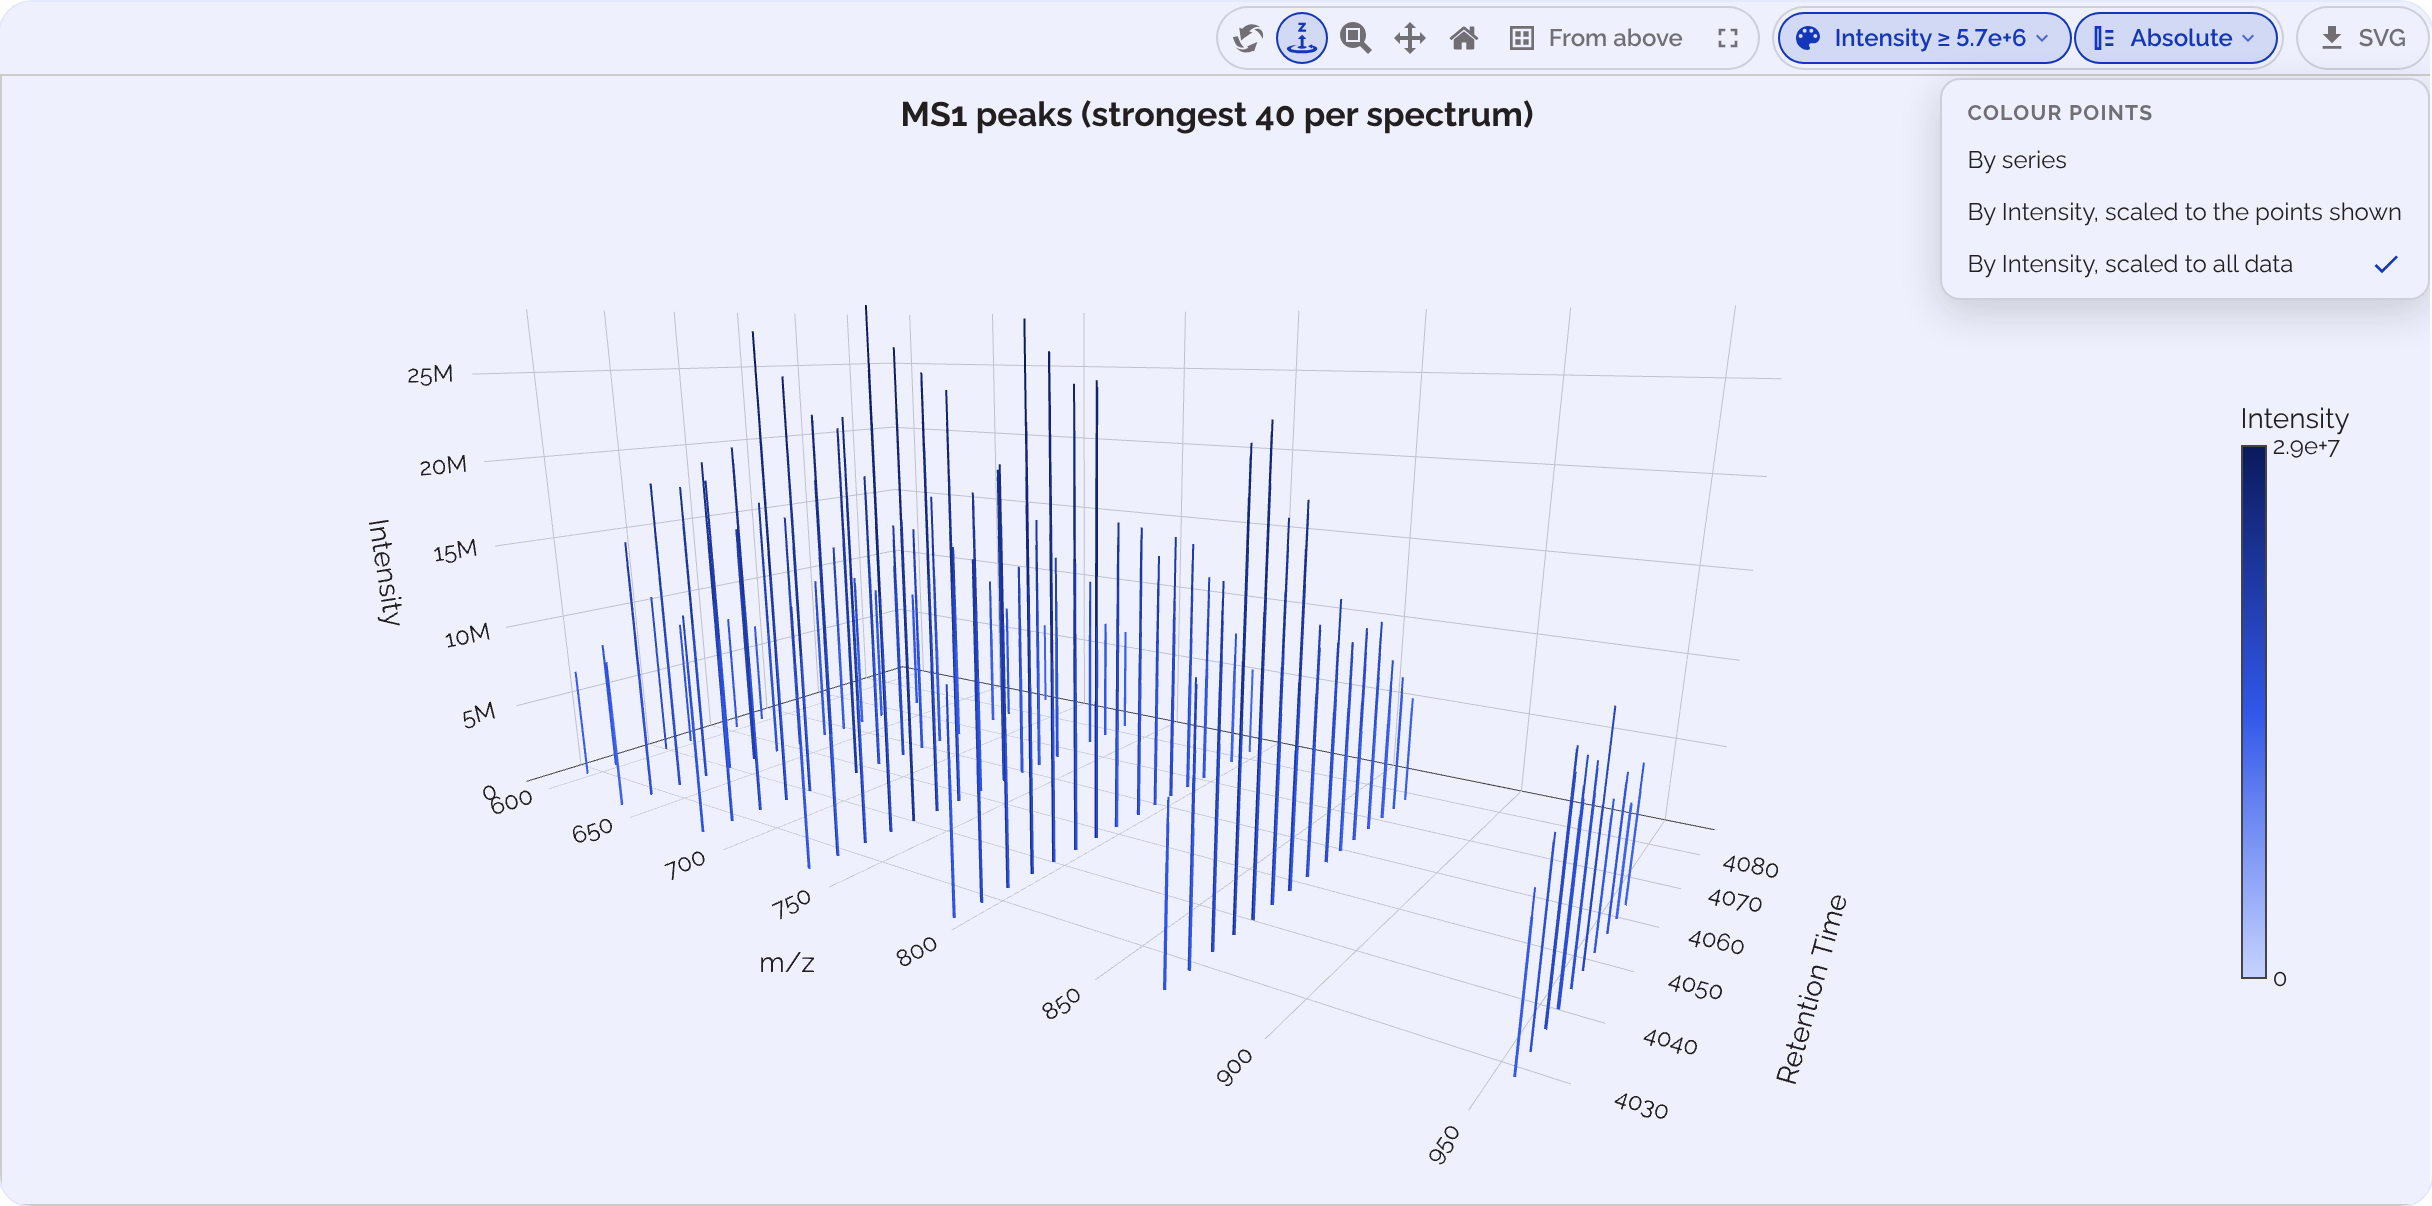 From above
Intensity ≥ 5.7e+6
Absolute
SVG
MS1 peaks (strongest 40 per spectrum)
COLOUR POINTS
By series
By Intensity, scaled to the points shown
By Intensity, scaled to all data
25M
20M
15M
10M
5M
0
Intensity
600
650
700
750
800
850
900
950
m/z
4080
4070
4060
4050
4040
4030
Retention Time
Intensity
2.9e+7
0